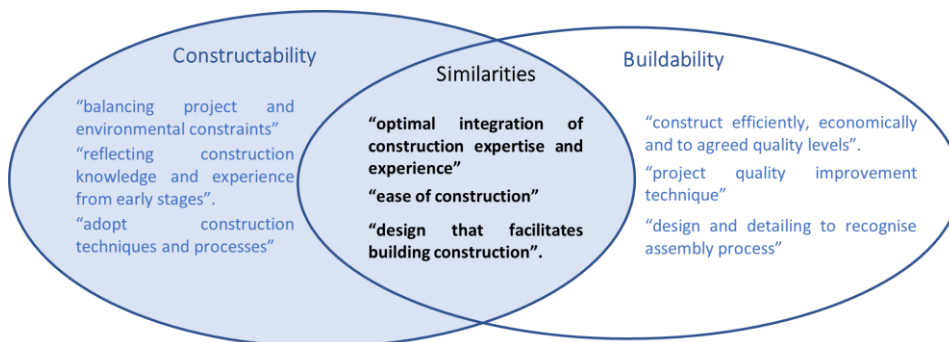 Constructability
"balancing project and
environmental constraints"
"reflecting construction
knowledge and experience
from early stages".
"adopt construction
techniques and processes"
Similarities
"optimal integration of
construction expertise and
experience"
"ease of construction"
"design that facilitates
building construction".
Buildability
"construct efficiently, economically
and to agreed quality levels".
"project quality improvement
technique"
"design and detailing to recognise
assembly process"